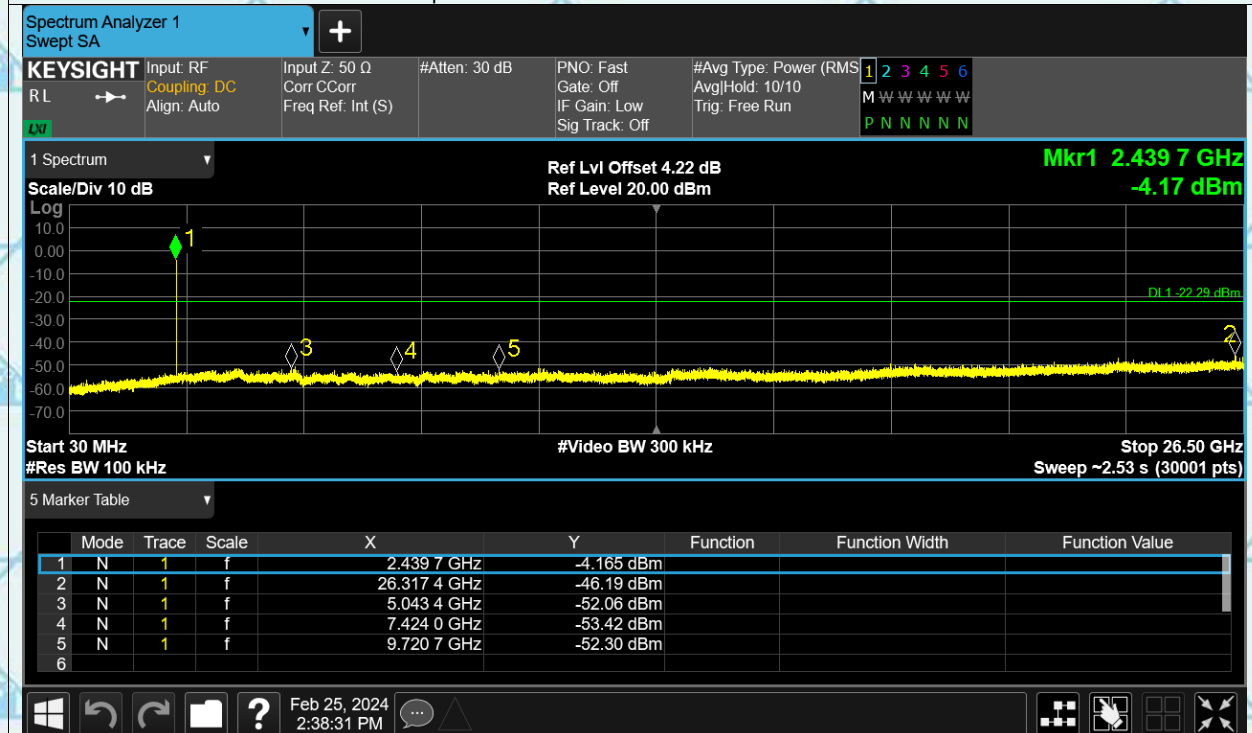 Spectrum Analyzer 1
Swept SA
KEYSIGHT
RL
LXI
Input: RF
Coupling: DC
Align: Auto
Input Z: 50 Ω
Corr CCorr
Freq Ref: Int (S)
#Atten: 30 dB
PNO: Fast
Gate: Off
IF Gain: Low
Sig Track: Off
#Avg Type: Power (RMS
Avg|Hold: 10/10
Trig: Free Run
1 2 3 4 5 6
M W W W W W
P N N N N N
1 Spectrum
Scale/Div 10 dB
Ref Lvl Offset 4.22 dB
Ref Level 20.00 dBm
Mkr1 2.439 7 GHz
-4.17 dBm
Log
10.0
0.00
-10.0
-20.0
-30.0
-40.0
-50.0
-60.0
-70.0
1
3
4
5
2
DL1 -22.29 dBm
Start 30 MHz
#Res BW 100 kHz
#Video BW 300 kHz
Stop 26.50 GHz
Sweep ~2.53 s (30001 pts)
5 Marker Table
Mode Trace Scale X Y Function Function Width Function Value
1 N 1 f 2.439 7 GHz -4.165 dBm
2 N 1 f 26.317 4 GHz -46.19 dBm
3 N 1 f 5.043 4 GHz -52.06 dBm
4 N 1 f 7.424 0 GHz -53.42 dBm
5 N 1 f 9.720 7 GHz -52.30 dBm
6
?
Feb 25, 2024
2:38:31 PM